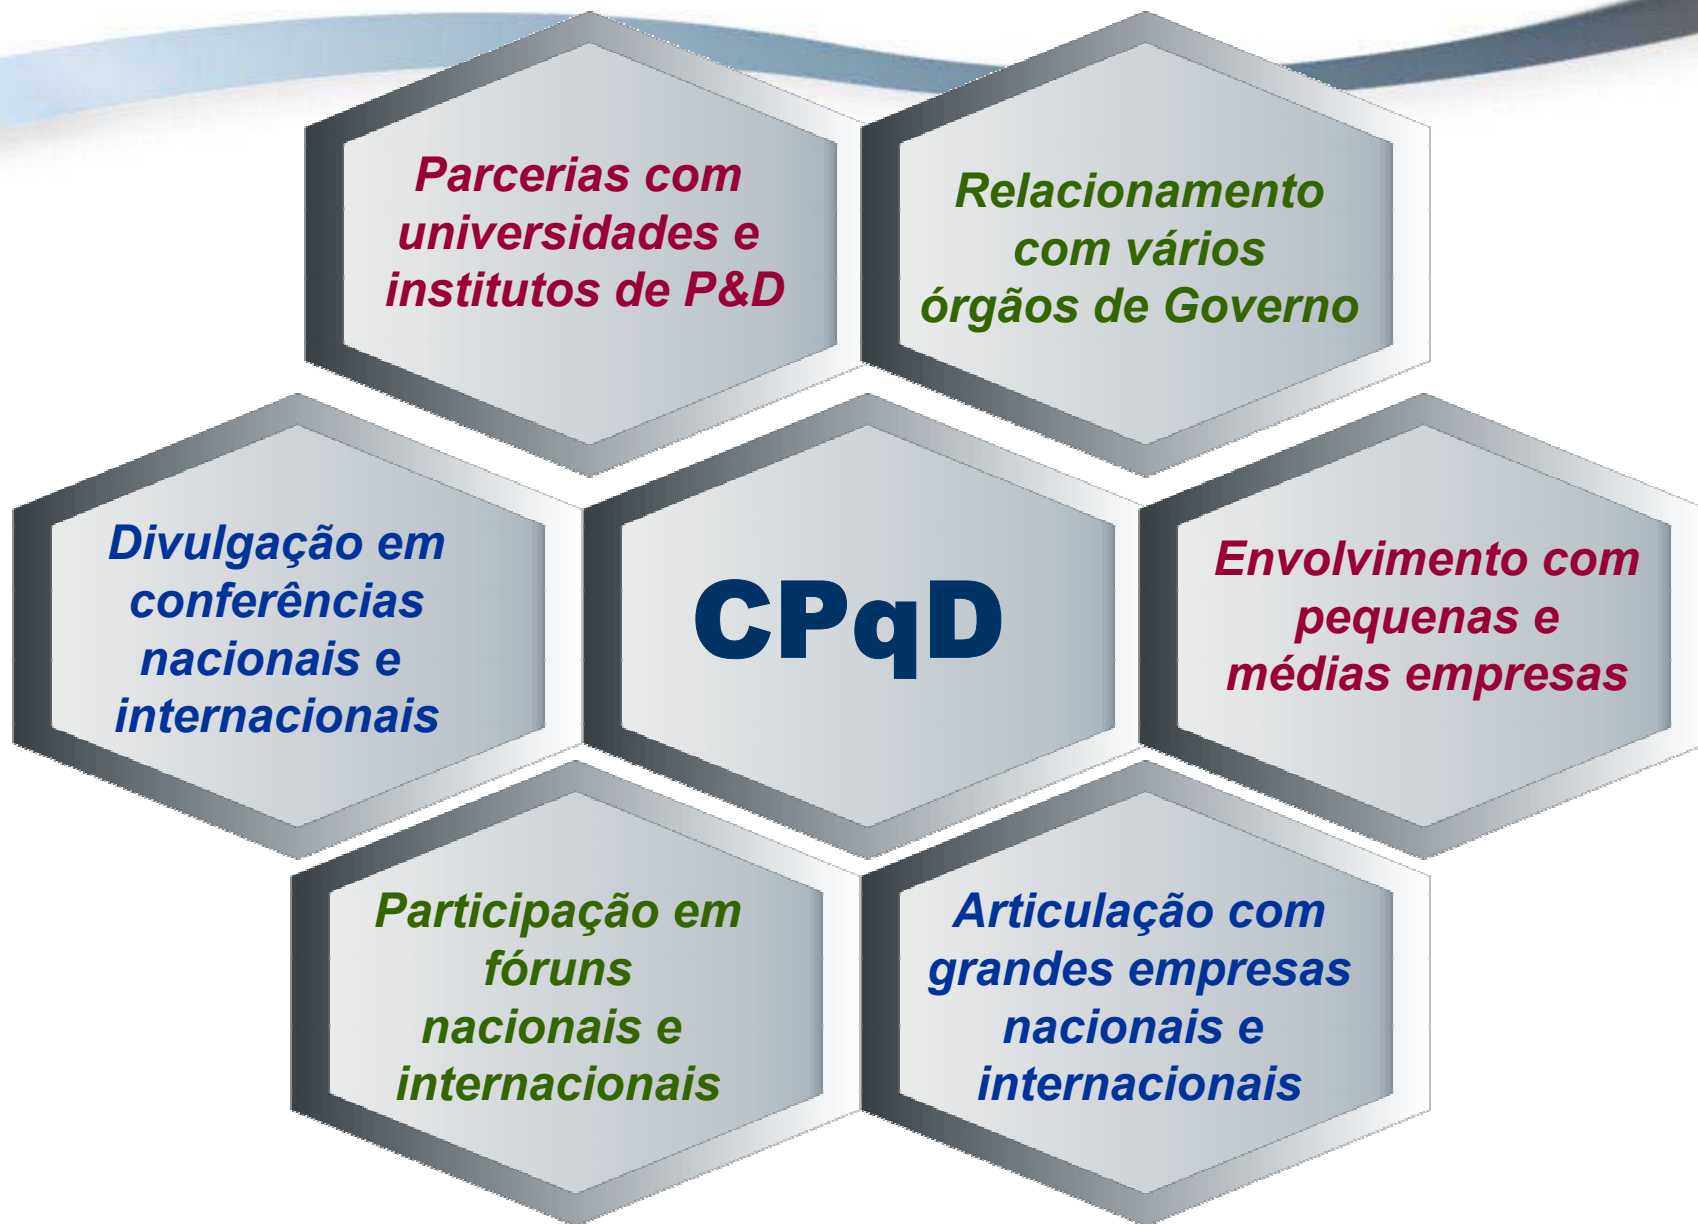 Parcerias com
universidades e
institutos de P&D
Relacionamento
com vários
órgãos de Governo
Divulgação em
conferências
nacionais e
internacionais
CPqD
Envolvimento com
pequenas e
médias empresas
Participação em
fóruns
nacionais e
internacionais
Articulação com
grandes empresas
nacionais e
internacionais